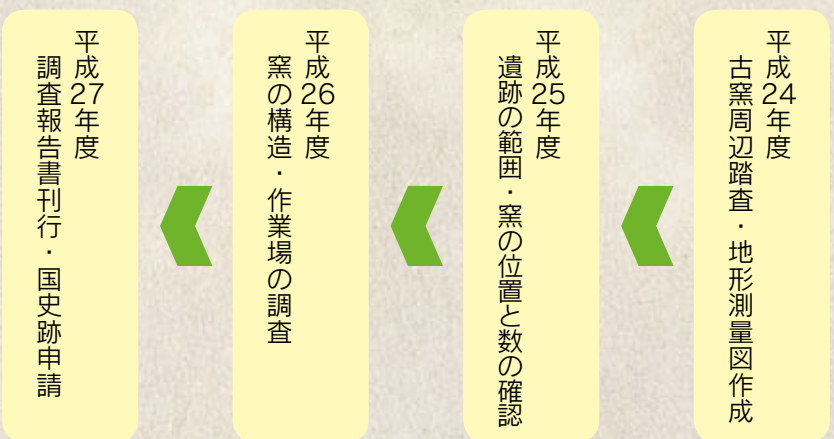 平成24年度
古窯周辺踏査・地形測量図作成
平成25年度
遺跡の範囲・窯の位置と数の確認
平成26年度
窯の構造・作業場の調査
平成27年度
調査報告書刊行・国史跡申請